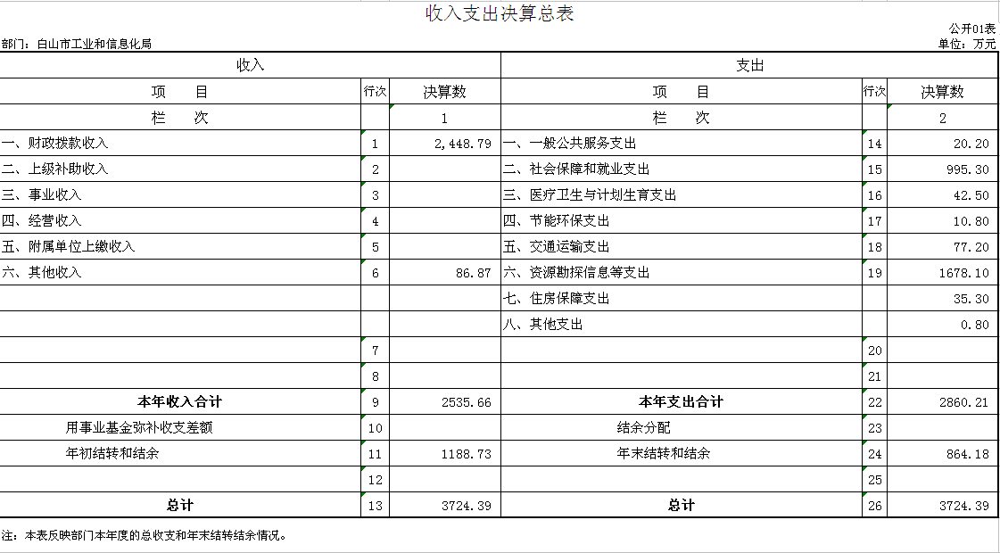 收入支出决算总表
公开01表
部门：白山市工业和信息化局 单位：万元
收入 支出
项 目 行次 决算数 项 目 行次 决算数
栏 次 1 栏 次 2
一、财政拨款收入 1 2,448.79 一、一般公共服务支出 14 20.20
二、上级补助收入 2 二、社会保障和就业支出 15 995.30
三、事业收入 3 三、医疗卫生与计划生育支出 16 42.50
四、经营收入 4 四、节能环保支出 17 10.80
五、附属单位上缴收入 5 五、交通运输支出 18 77.20
六、其他收入 6 86.87 六、资源勘探信息等支出 19 1678.10
七、住房保障支出 35.30
八、其他支出 0.80
7 20
8 21
本年收入合计 9 2535.66 本年支出合计 22 2860.21
用事业基金弥补收支差额 10 结余分配 23
年初结转和结余 11 1188.73 年末结转和结余 24 864.18
12 25
总计 13 3724.39 总计 26 3724.39
注：本表反映部门本年度的总收支和年末结转结余情况。